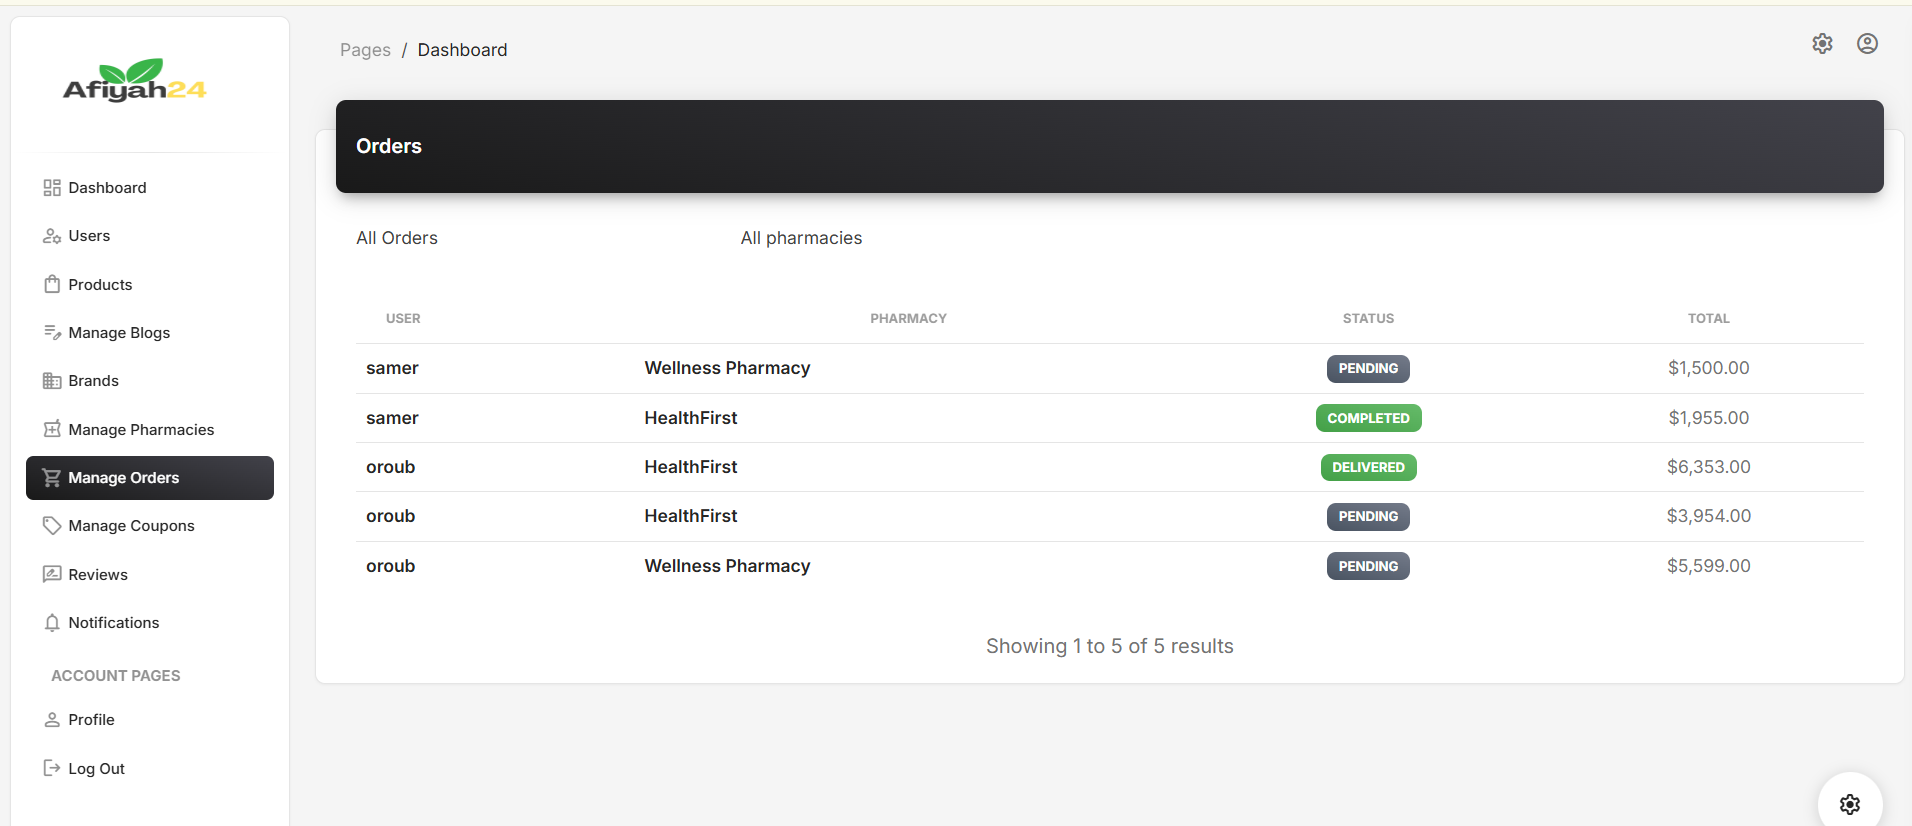 Afiyah24
Dashboard
Users
Products
Manage Blogs
Brands
Manage Pharmacies
Manage Orders
Manage Coupons
Reviews
Notifications
ACCOUNT PAGES
Profile
Log Out
Pages / Dashboard
Orders
All Orders All pharmacies
USER PHARMACY STATUS TOTAL
samer Wellness Pharmacy PENDING $1,500.00
samer HealthFirst COMPLETED $1,955.00
oroub HealthFirst DELIVERED $6,353.00
oroub HealthFirst PENDING $3,954.00
oroub Wellness Pharmacy PENDING $5,599.00
Showing 1 to 5 of 5 results